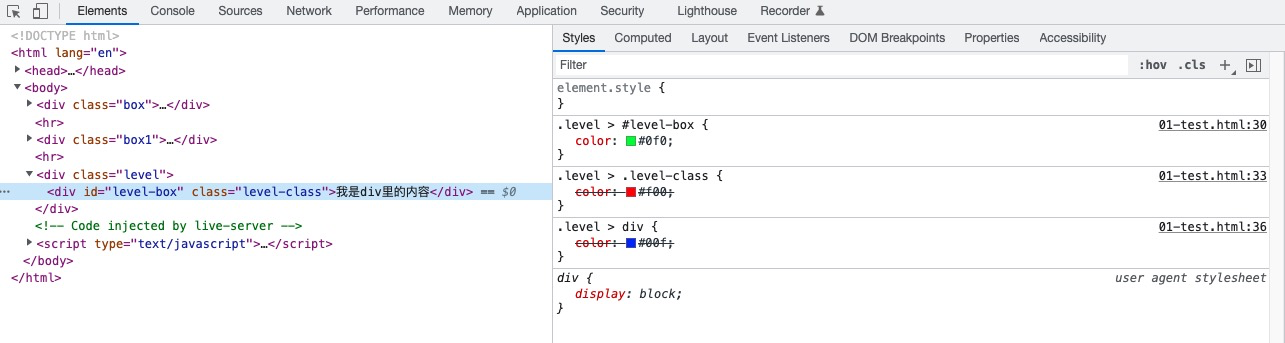 Elements Console Sources Network Performance Memory Application Security Lighthouse Recorder
<!DOCTYPE html>
<html lang="en">
<head>…</head>
<body>
<div class="box">…</div>
<hr>
<div class="box1">…</div>
<hr>
<div class="level">
… <div id="level-box" class="level-class">我是div里的内容</div> == $0
</div>
<!-- Code injected by live-server -->
<script type="text/javascript">…</script>
</body>
</html>
Styles Computed Layout Event Listeners DOM Breakpoints Properties Accessibility
Filter :hov .cls +
element.style {
}
.level > #level-box { 01-test.html:30
color: #0f0;
}
.level > .level-class { 01-test.html:33
color: #f00;
}
.level > div { 01-test.html:36
color: #00f;
}
div { user agent stylesheet
display: block;
}